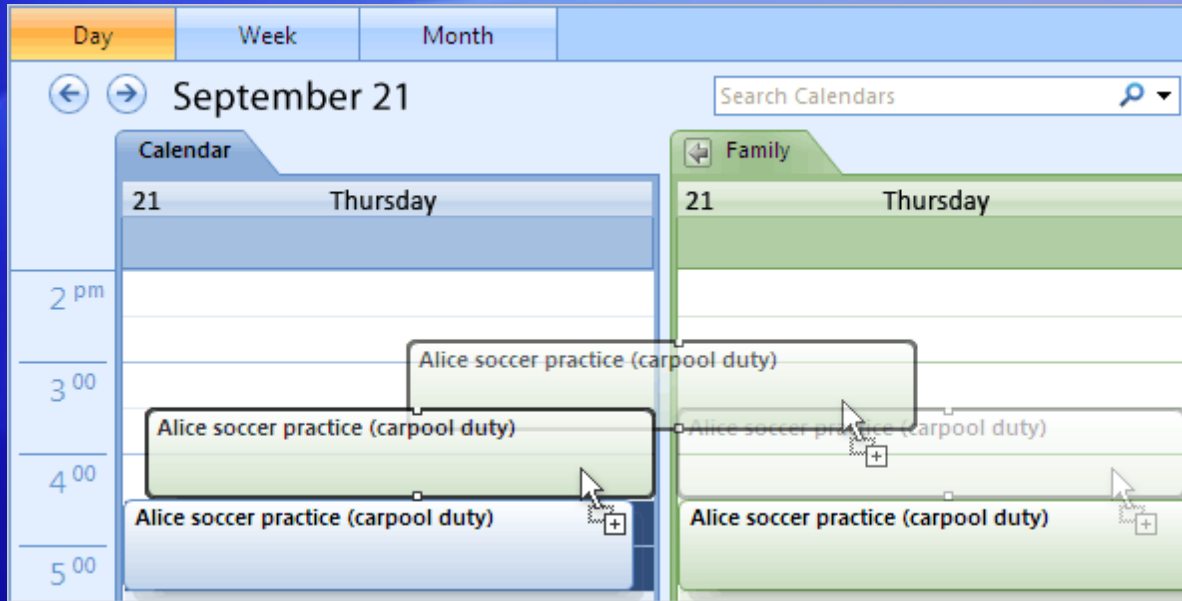 Day Week Month
September 21
Search Calendars
Calendar
Family
21 Thursday
21 Thursday
2 pm
Alice soccer practice (carpool duty)
3 00
Alice soccer practice (carpool duty)
Alice soccer practice (carpool duty)
4 00
Alice soccer practice (carpool duty)
Alice soccer practice (carpool duty)
5 00